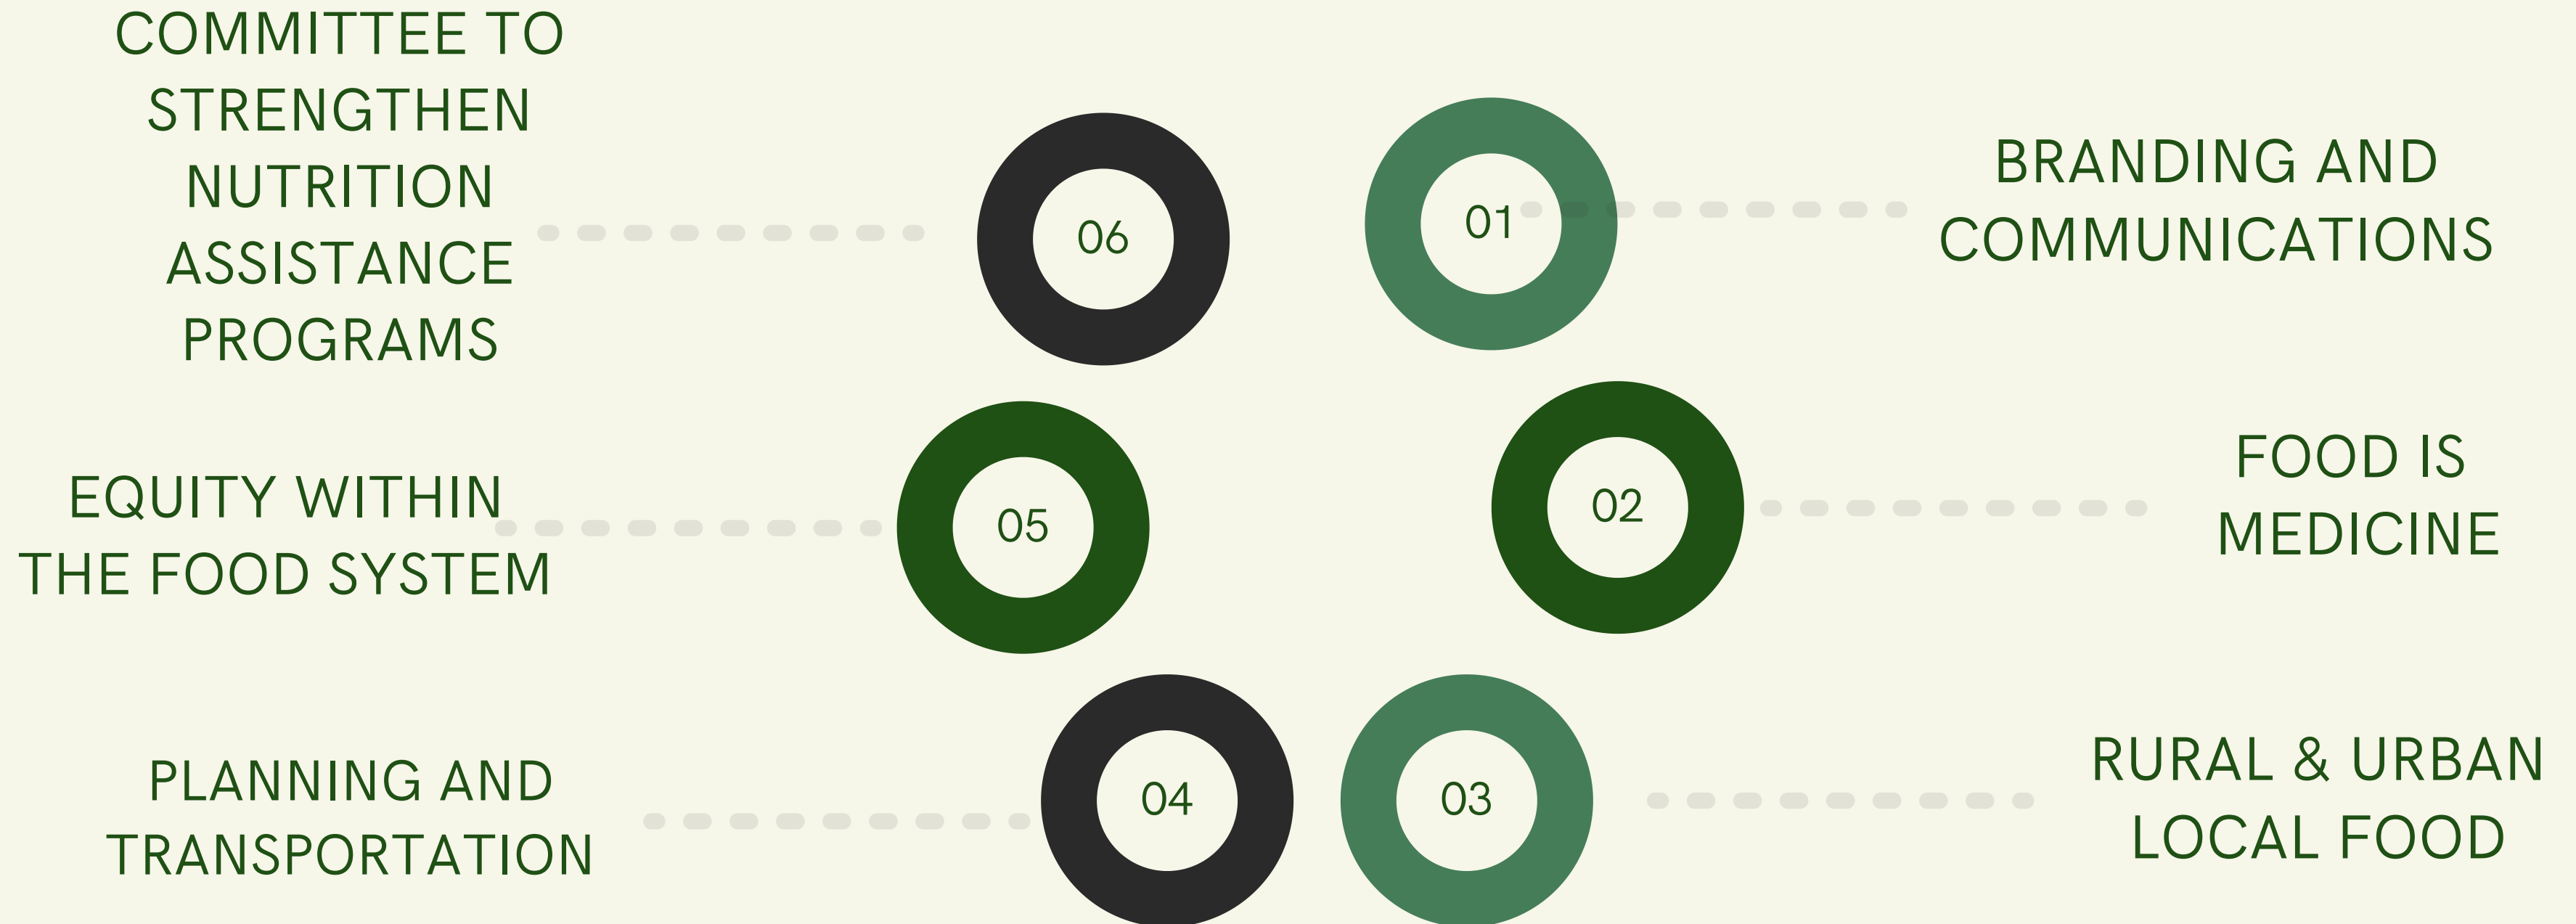 COMMITTEE TO
STRENGTHEN
NUTRITION
ASSISTANCE
PROGRAMS
06
01
BRANDING AND
COMMUNICATIONS
EQUITY WITHIN
THE FOOD SYSTEM
05
02
FOOD IS
MEDICINE
PLANNING AND
TRANSPORTATION
04
03
RURAL & URBAN
LOCAL FOOD